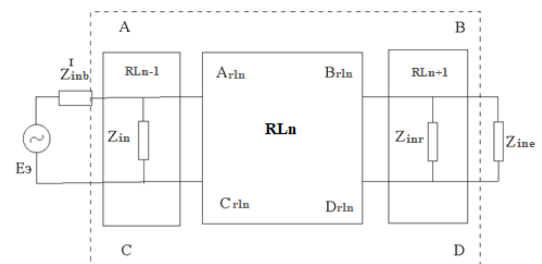 A
B
I
Zinb
RLn-1
Arln
Brln
RLn+1
Zin
RLn
Zinr
Zine
Eэ
Crln
Drln
C
D